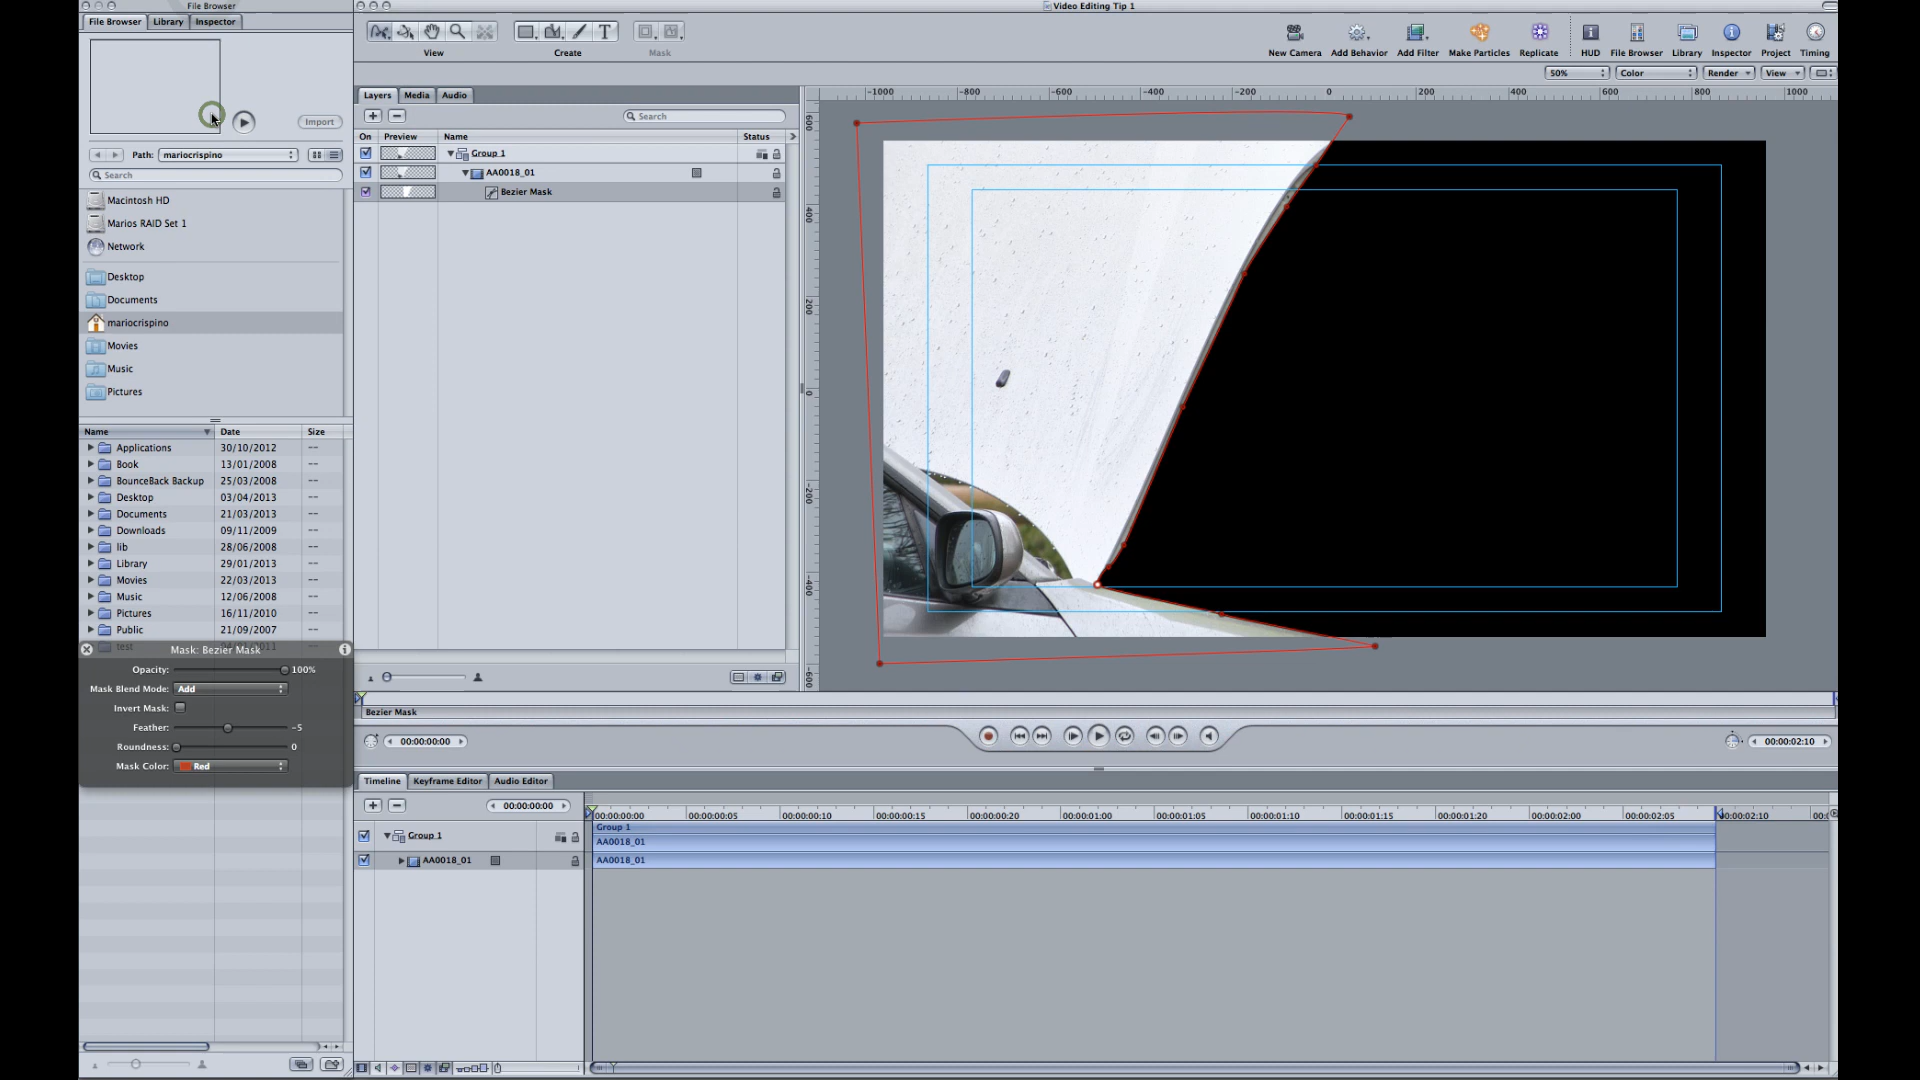 File Browser
Video Editing Tip 1
File Browser
Library
Inspector
View
Create
Mask
New Camera
Add Behavior
Add Filter
Make Particles
Replicate
HUD
File Browser
Library
Inspector
Project
Timing
50%
Color
Render
View
Import
Path:
mariocrispino
Search
Macintosh HD
Marios RAID Set 1
Network
Desktop
Documents
mariocrispino
Movies
Music
Pictures
Name
Date
Size
Applications 30/10/2012 --
Book 13/01/2008 --
BounceBack Backup 25/03/2008 --
Desktop 03/04/2013 --
Documents 21/03/2013 --
Downloads 09/11/2009 --
lib 28/06/2008 --
Library 29/01/2013 --
Movies 22/03/2013 --
Music 12/06/2008 --
Pictures 16/11/2010 --
Public 21/09/2007 --
test
Mask: Bezier Mask
Opacity: 100%
Mask Blend Mode: Add
Invert Mask:
Feather: -5
Roundness: 0
Mask Color: Red
Layers
Media
Audio
Search
On Preview Name Status
Group 1
AA0018_01
Bezier Mask
-1000 -800 -600 -400 -200 0 200 400 600 800 1000
600
400
200
0
-200
-400
-600
Bezier Mask
00:00:00:00
00:00:02:10
Timeline
Keyframe Editor
Audio Editor
00:00:00:00
00:00:00:00 00:00:00:05 00:00:00:10 00:00:00:15 00:00:00:20 00:00:01:00 00:00:01:05 00:00:01:10 00:00:01:15 00:00:01:20 00:00:02:00 00:00:02:05 00:00:02:10
Group 1
Group 1
AA0018_01
AA0018_01
AA0018_01